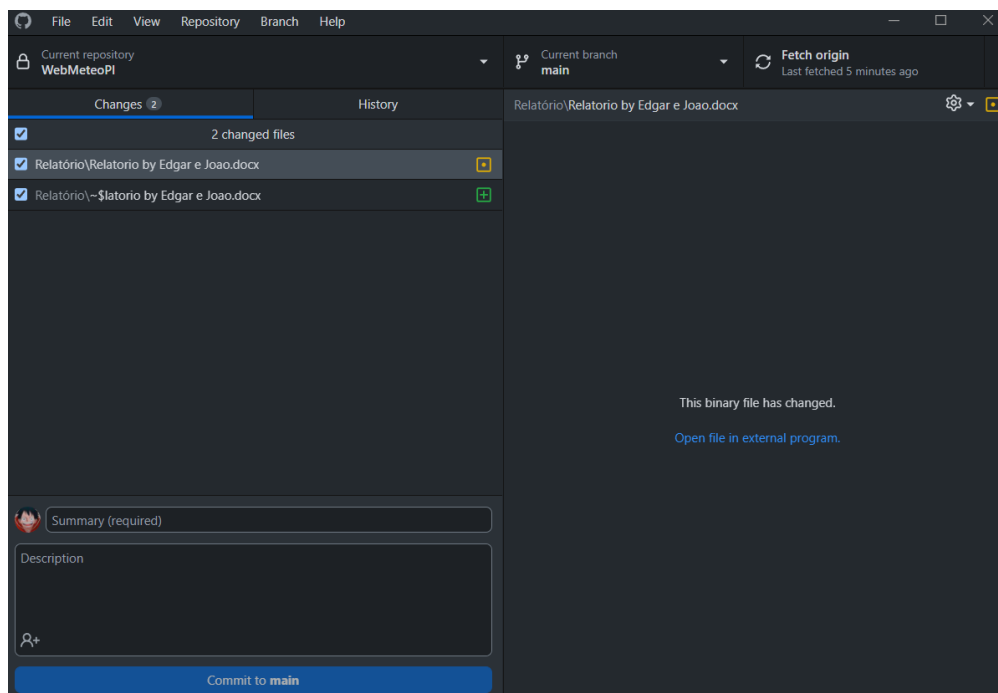 File Edit View Repository Branch Help
Current repository
WebMeteoPI
Current branch
main
Fetch origin
Last fetched 5 minutes ago
Changes 2
History
Relatório\Relatorio by Edgar e Joao.docx
2 changed files
Relatório\Relatorio by Edgar e Joao.docx
Relatório\~$latorio by Edgar e Joao.docx
This binary file has changed.
Open file in external program.
Summary (required)
Description
Commit to main